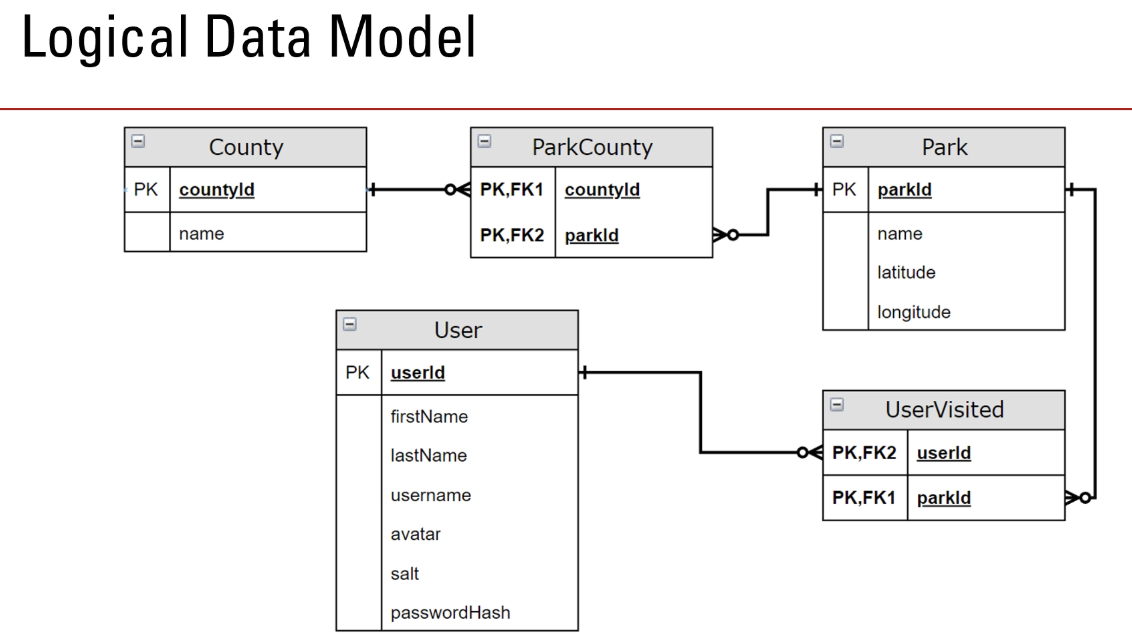 Logical Data Model
County
PK countyId
name
ParkCounty
PK,FK1 countyId
PK,FK2 parkId
Park
PK parkId
name
latitude
longitude
User
PK userId
firstName
lastName
username
avatar
salt
passwordHash
UserVisited
PK,FK2 userId
PK,FK1 parkId